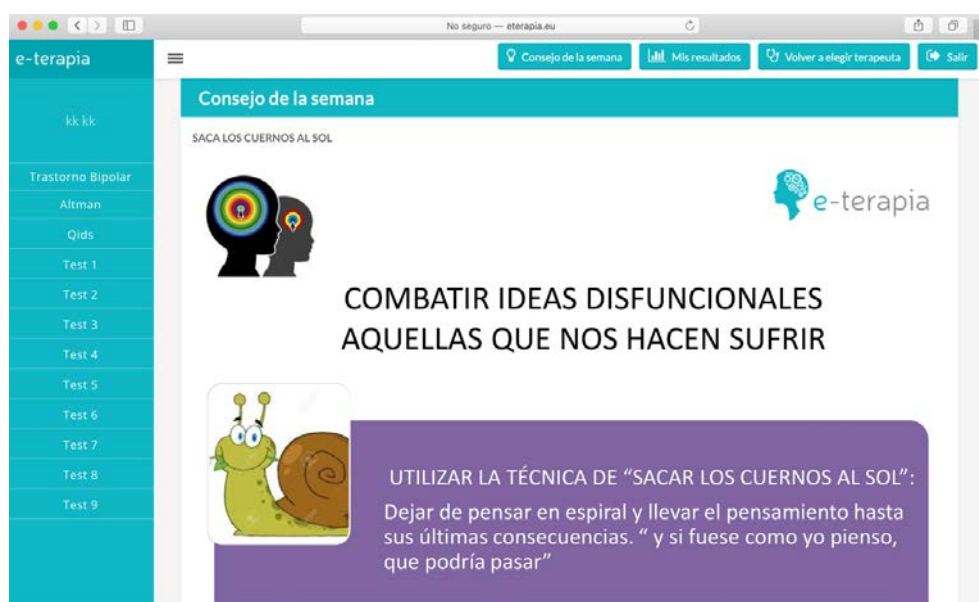 No seguro — eterapia.eu
e-terapia
Consejo de la semana
Mis resultados
Volver a elegir terapeuta
Salir
kk kk
Trastorno Bipolar
Altman
Qids
Test 1
Test 2
Test 3
Test 4
Test 5
Test 6
Test 7
Test 8
Test 9
Consejo de la semana
SACA LOS CUERNOS AL SOL
e-terapia
COMBATIR IDEAS DISFUNCIONALES
AQUELLAS QUE NOS HACEN SUFRIR
UTILIZAR LA TÉCNICA DE “SACAR LOS CUERNOS AL SOL”:
Dejar de pensar en espiral y llevar el pensamiento hasta
sus últimas consecuencias. “ y si fuese como yo pienso,
que podría pasar”